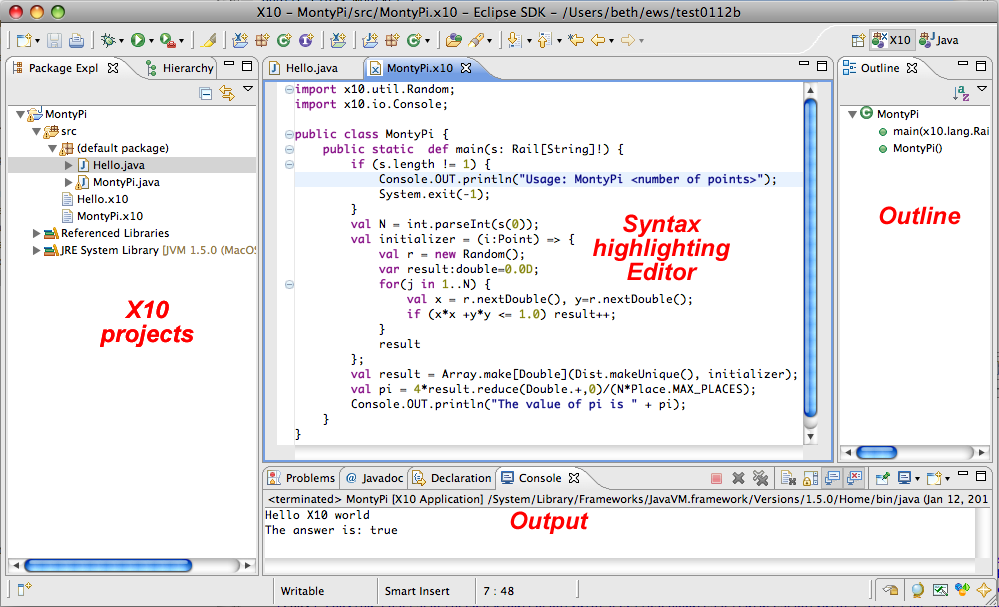 X10 – MontyPi/src/MontyPi.x10 – Eclipse SDK – /Users/beth/ews/test0112b
X10 Java
Package Expl Hierarchy
MontyPi
src
(default package)
Hello.java
MontyPi.java
Hello.x10
MontyPi.x10
Referenced Libraries
JRE System Library [JVM 1.5.0 (MacOS
X10
projects
Hello.java MontyPi.x10
import x10.util.Random;
import x10.io.Console;
public class MontyPi {
public static  def main(s: Rail[String]!) {
if (s.length != 1) {
Console.OUT.println("Usage: MontyPi <number of points>");
System.exit(-1);
}
val N = int.parseInt(s(0));
val initializer = (i:Point) => {
val r = new Random();
var result:double=0.0D;
for(j in 1..N) {
val x = r.nextDouble(), y=r.nextDouble();
if (x*x +y*y <= 1.0) result++;
}
result
};
val result = Array.make[Double](Dist.makeUnique(), initializer);
val pi = 4*result.reduce(Double.+,0)/(N*Place.MAX_PLACES);
Console.OUT.println("The value of pi is " + pi);
}
}
Syntax
highlighting
Editor
Outline
MontyPi
main(x10.lang.Rai
MontyPi()
Outline
Problems @ Javadoc Declaration Console
<terminated> MontyPi [X10 Application] /System/Library/Frameworks/JavaVM.framework/Versions/1.5.0/Home/bin/java (Jan 12, 201
Hello X10 world
The answer is: true
Output
Writable Smart Insert 7 : 48